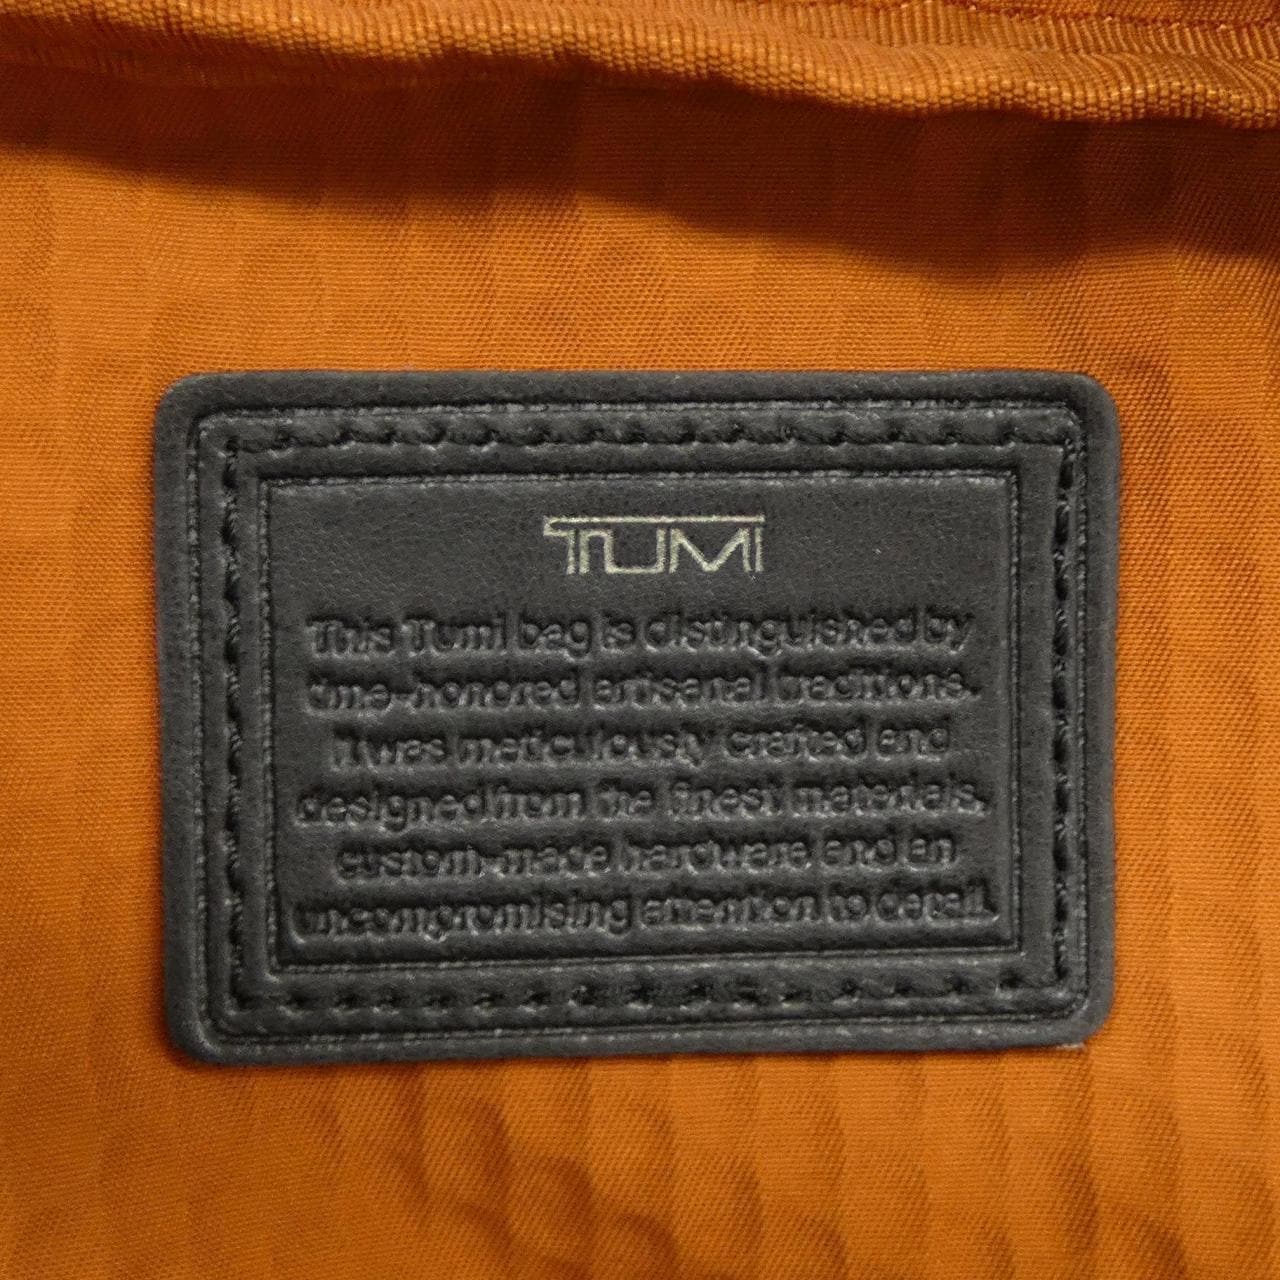 TUMI
This Tumi bag is distinguished by
time-honored artisanal traditions.
It was meticulously crafted and
designed from the finest materials,
custom-made hardware and an
uncompromising attention to detail.